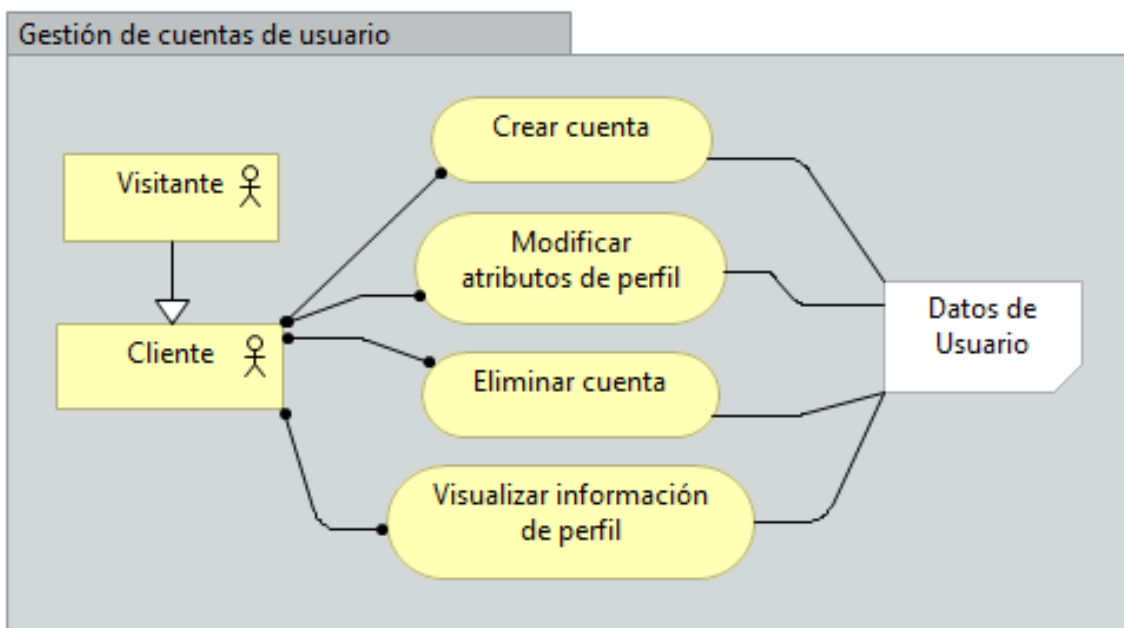 Gestión de cuentas de usuario
Crear cuenta
Visitante
Modificar
atributos de perfil
Datos de
Usuario
Cliente
Eliminar cuenta
Visualizar información
de perfil